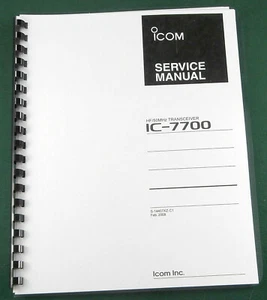 ICOM
SERVICE
MANUAL
HF/50MHz TRANSCEIVER
IC-7700
Icom Inc.